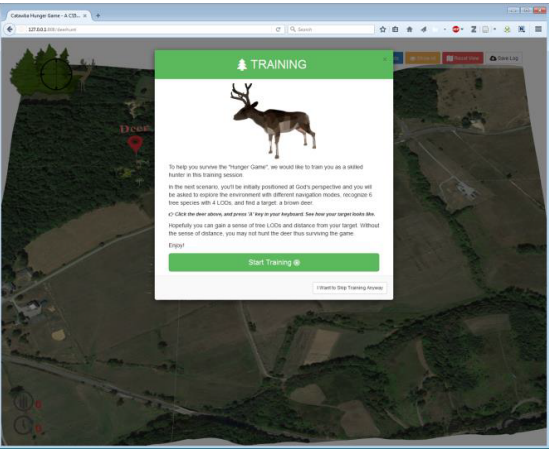 Catawba Hunger Game - A CS5...
127.0.0.1
Search
TRAINING
Reset View
Save Log
Deer
To help you survive the "Hunger Game", we would like to train you as a skilled
hunter in this training session.
In the next scenario, you'll be initially positioned at God's perspective and you will
be asked to explore the environment with different navigation modes, recognize 6
tree species with 4 LODs, and find a target, a brown deer.
Click the deer above, and press 'A' key in your keyboard. See how your target looks like.
Hopefully you can gain a sense of tree LODs and distance from your target. Without
the sense of distance, you may not hunt the deer thus surviving the game.
Enjoy!
Start Training
I Want to Skip Training Anyway